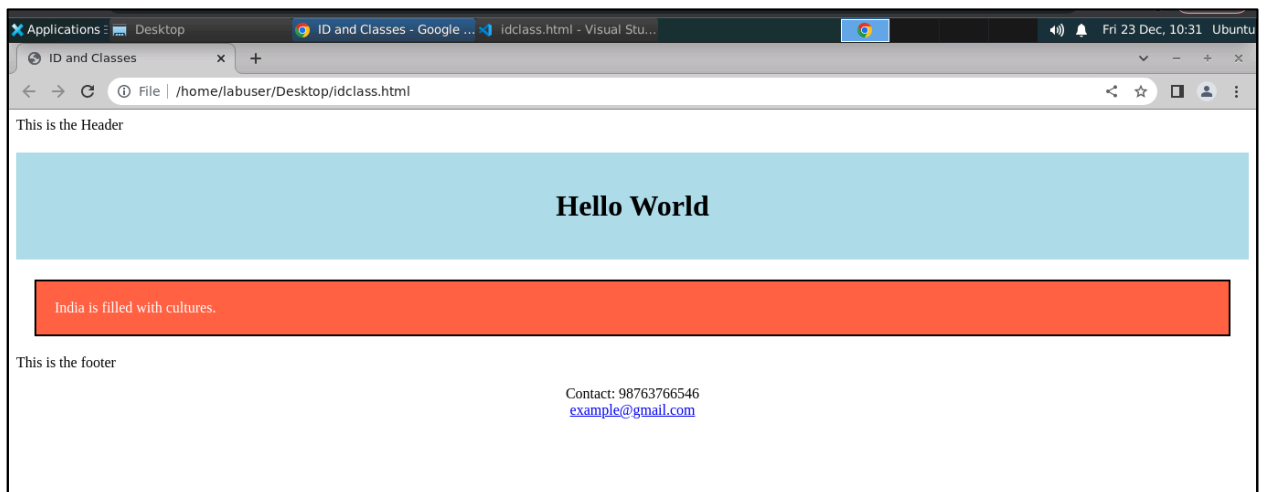 Applications Desktop ID and Classes - Google ... idclass.html - Visual Stu... Fri 23 Dec, 10:31 Ubuntu
ID and Classes
File /home/labuser/Desktop/idclass.html
This is the Header
Hello World
India is filled with cultures.
This is the footer
Contact: 98763766546
example@gmail.com